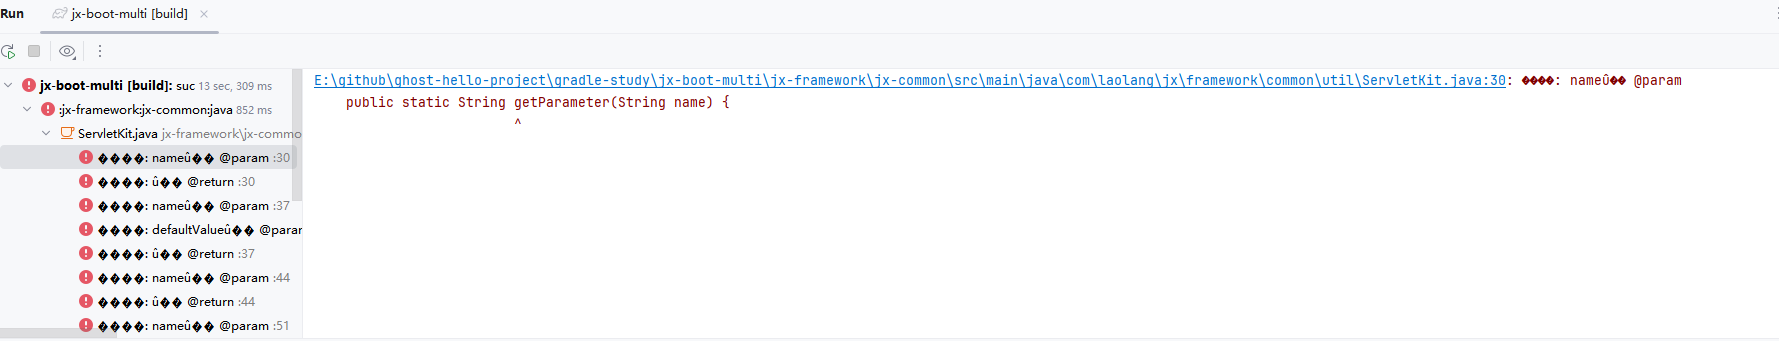 Run
jx-boot-multi [build]
jx-boot-multi [build]: suc 13 sec, 309 ms
:jx-framework:jx-common:java 852 ms
ServletKit.java jx-framework\jx-commo
����: nameû�� @param :30
����: û�� @return :30
����: nameû�� @param :37
����: defaultValueû�� @param
����: û�� @return :37
����: nameû�� @param :44
����: û�� @return :44
����: nameû�� @param :51
E:\github\ghost-hello-project\gradle-study\jx-boot-multi\jx-framework\jx-common\src\main\java\com\laolang\jx\framework\common\util\ServletKit.java:30: ����: nameû�� @param
public static String getParameter(String name) {
^